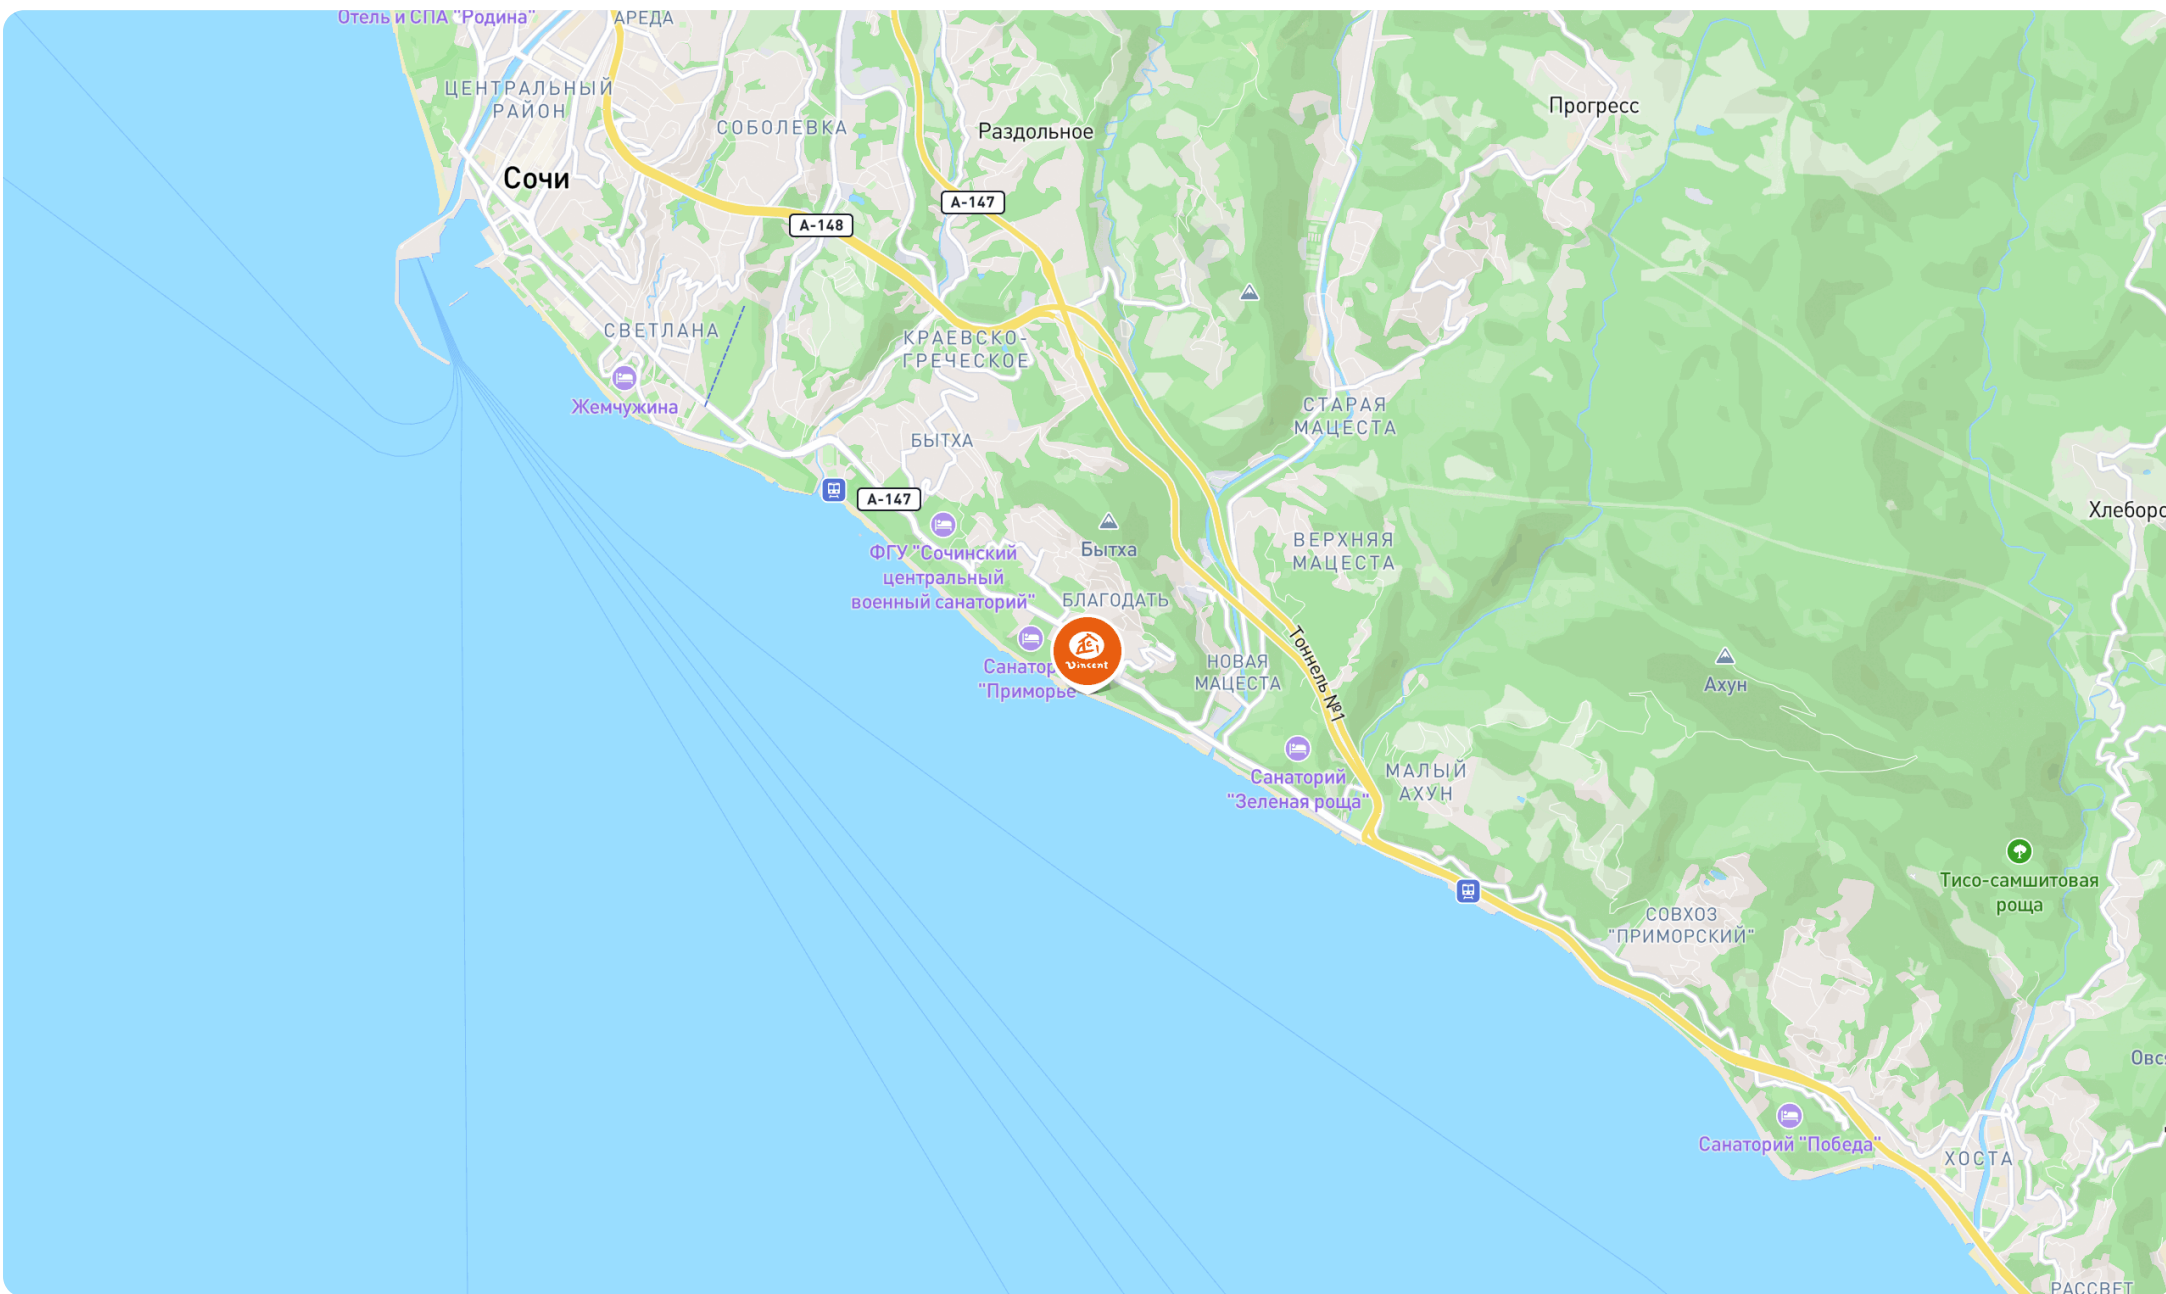 Отель и СПА "Родина"
АРЕДА
ЦЕНТРАЛЬНЫЙ
РАЙОН
СОБОЛЕВКА
Раздольное
Прогресс
Сочи
А-147
А-148
СВЕТЛАНА
КРАЕВСКО-
ГРЕЧЕСКОЕ
Жемчужина
СТАРАЯ
МАЦЕСТА
БЫТХА
А-147
Хлеборо
ФГУ "Сочинский
центральный
военный санаторий"
Бытха
ВЕРХНЯЯ
МАЦЕСТА
БЛАГОДАТЬ
Vincent
Санатор
"Приморье
НОВАЯ
МАЦЕСТА
Тоннель №1
Ахун
Санаторий
"Зеленая роща"
МАЛЫЙ
АХУН
Тисо-самшитовая
роща
СОВХОЗ
"ПРИМОРСКИЙ"
Овся
Санаторий "Победа"
ХОСТА
РАССВЕТ